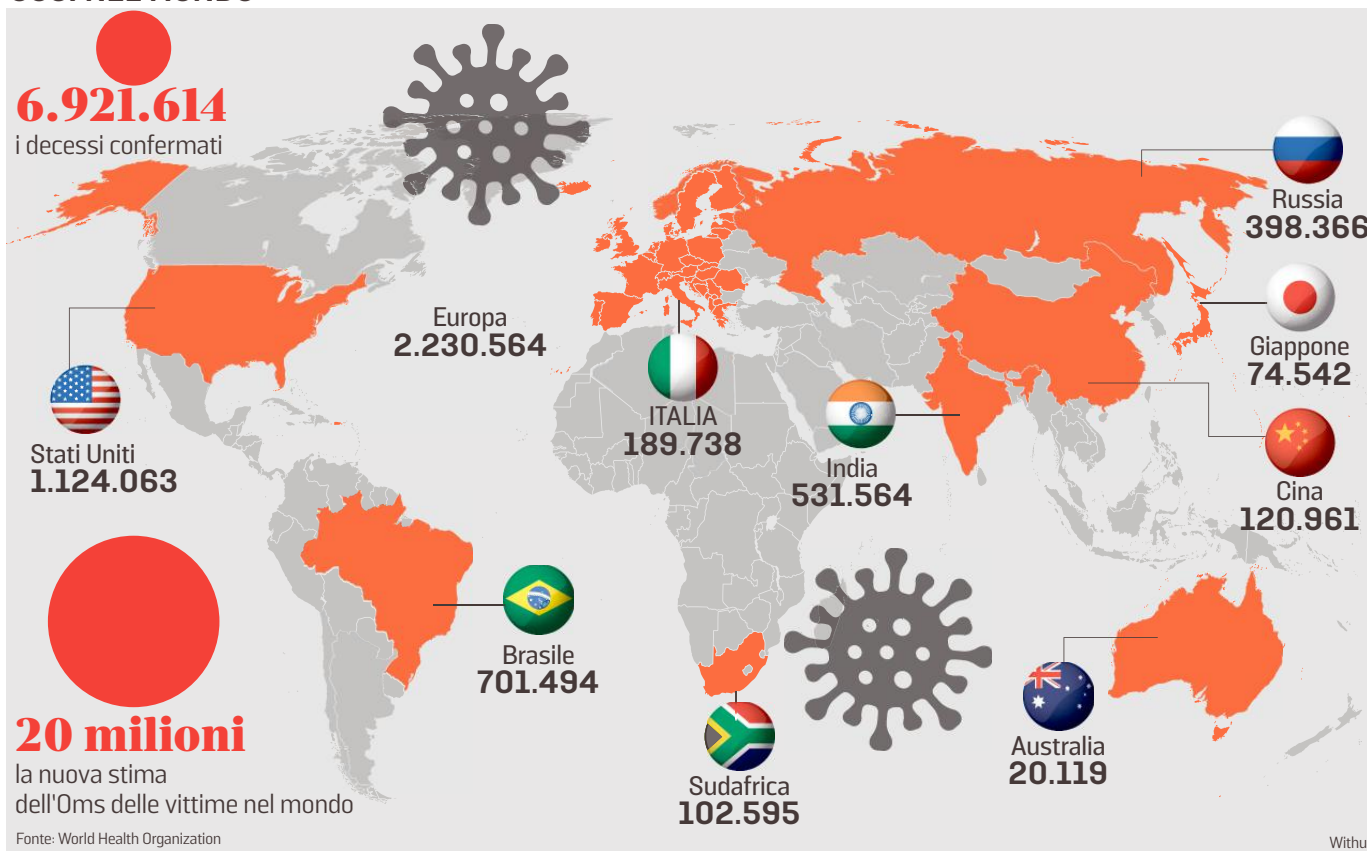 6.921.614
i decessi confermati
Russia
398.366
Europa
2.230.564
Giappone
74.542
Stati Uniti
1.124.063
ITALIA
189.738
India
531.564
Cina
120.961
Brasile
701.494
20 milioni
la nuova stima
dell'Oms delle vittime nel mondo
Sudafrica
102.595
Australia
20.119
Fonte: World Health Organization
Withu